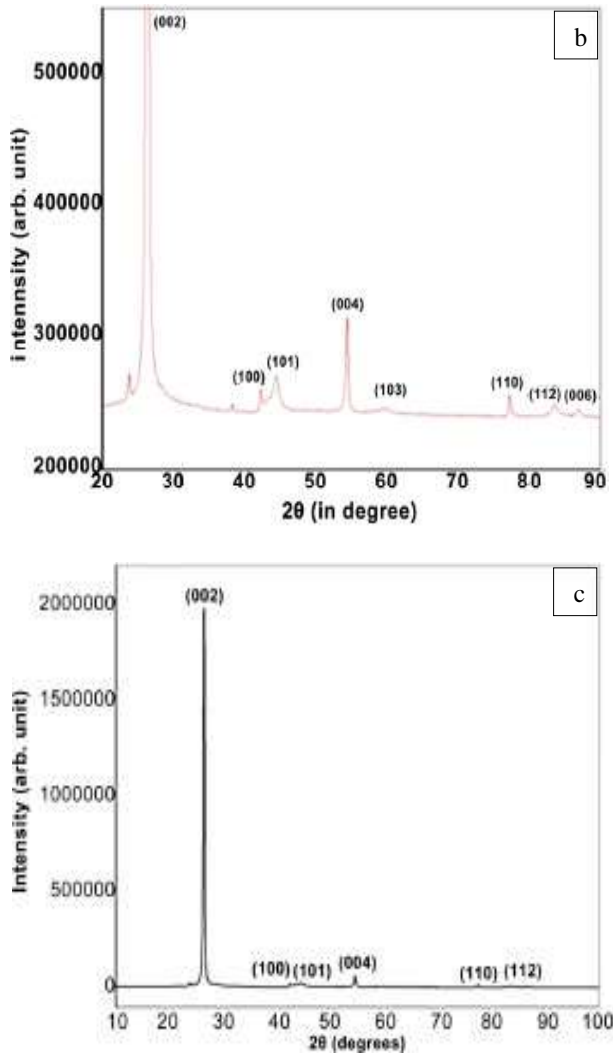 b
(002)
500000
400000
300000
200000
(004)
(100)
(101)
(103)
(110)
(112)
(006)
20 30 40 50 60 70 80 90
2θ (in degree)
i ntennsity (arb. unit)
c
(002)
2000000
1500000
1000000
500000
0
(100)
(101)
(004)
(110)
(112)
10 20 30 40 50 60 70 80 90 100
2θ (degrees)
Intensity (arb. unit)